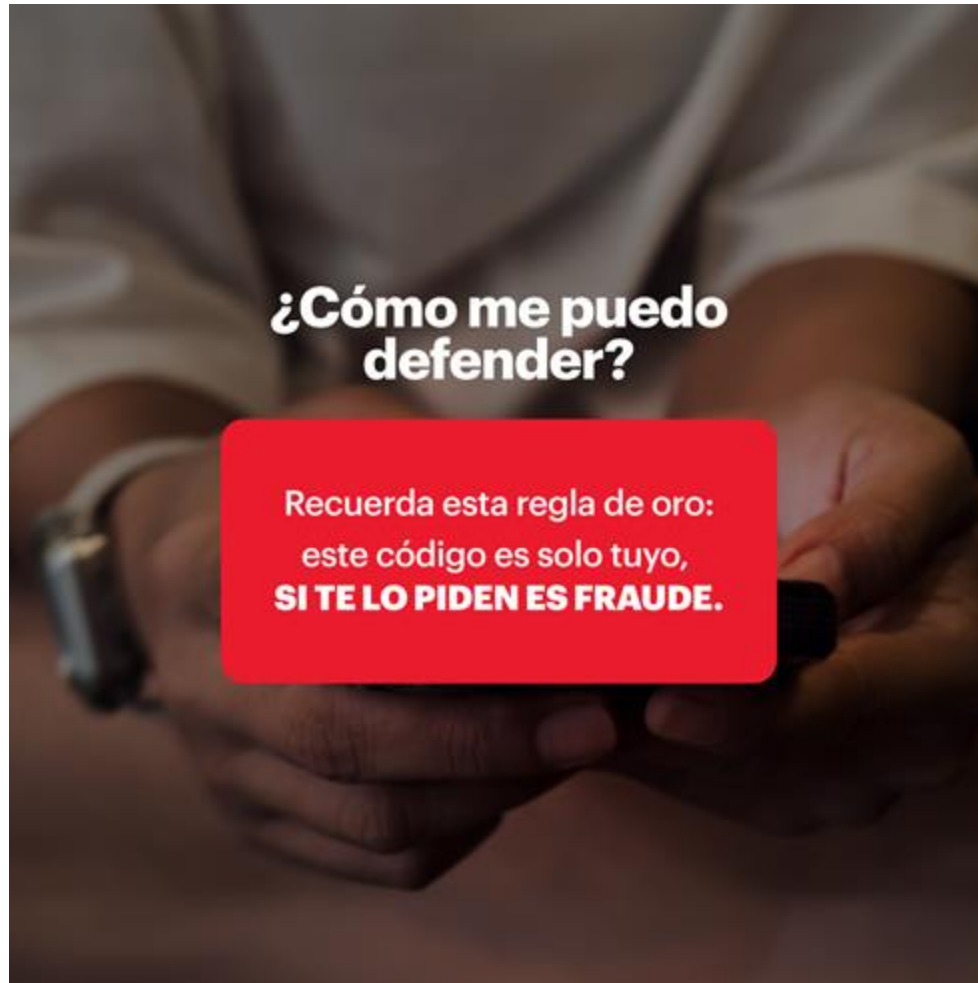 ¿Cómo me puedo
defender?
Recuerda esta regla de oro:
este código es solo tuyo,
SI TE LO PIDEN ES FRAUDE.